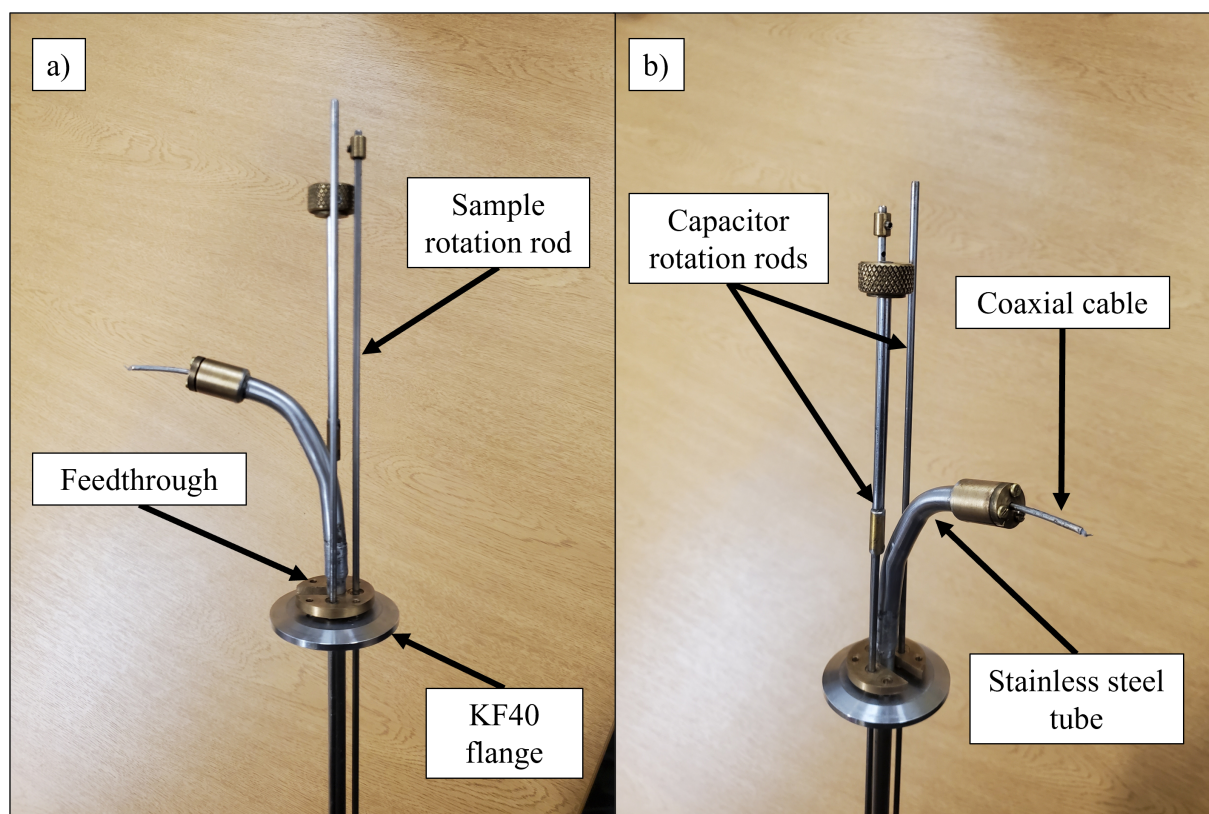 a)
Sample
rotation rod
Feedthrough
KF40
flange
b)
Capacitor
rotation rods
Coaxial cable
Stainless steel
tube